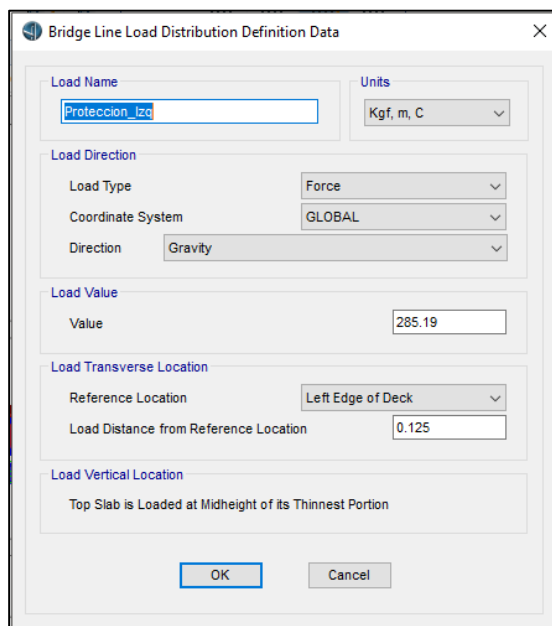 Bridge Line Load Distribution Definition Data
Load Name
Units
Proteccion_Izq
Kgf, m, C
Load Direction
Load Type
Force
Coordinate System
GLOBAL
Direction
Gravity
Load Value
Value
285.19
Load Transverse Location
Reference Location
Left Edge of Deck
Load Distance from Reference Location
0.125
Load Vertical Location
Top Slab is Loaded at Midheight of its Thinnest Portion
OK
Cancel